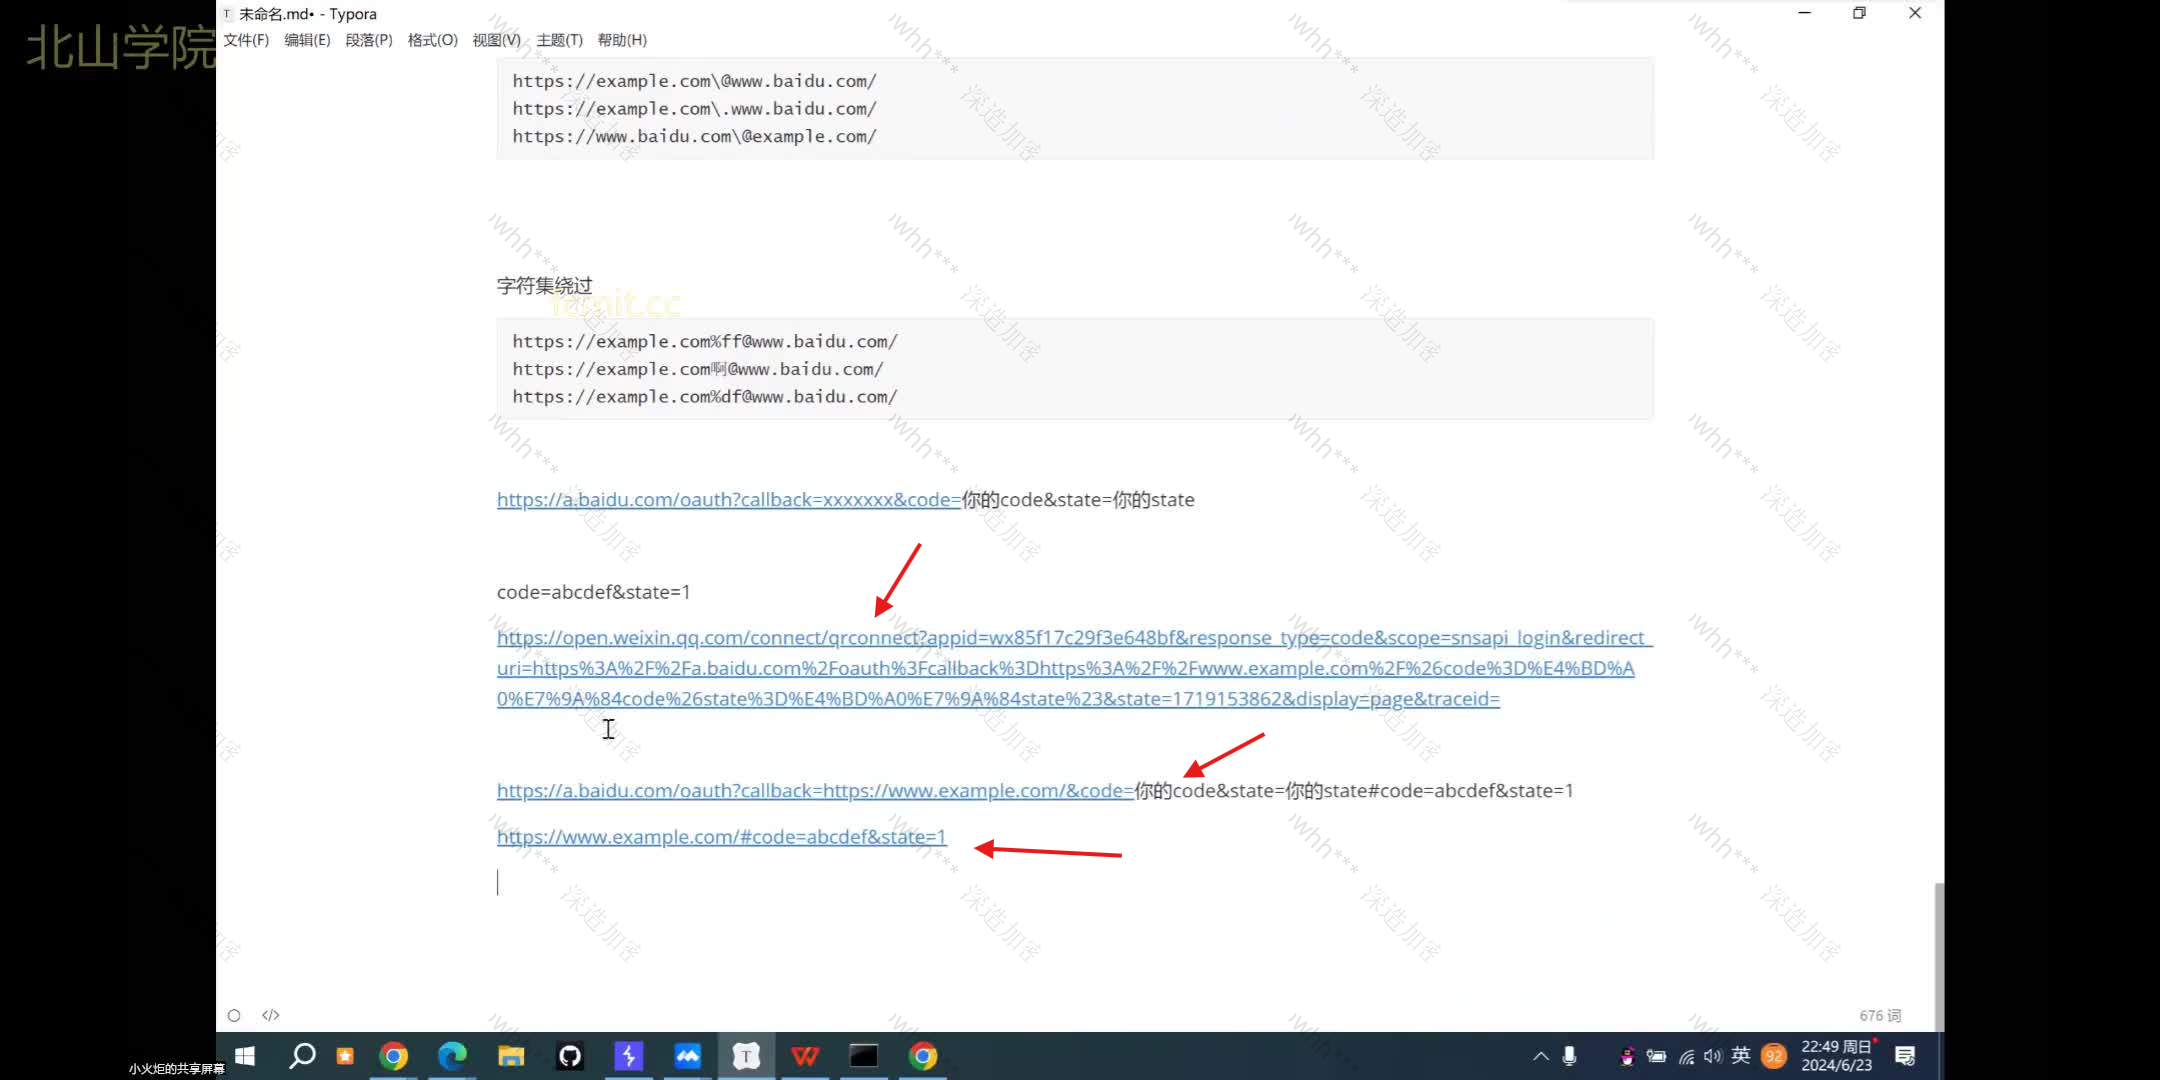 北山学院
未命名.md• - Typora
文件(F) 编辑(E) 段落(P) 格式(O) 视图(V) 主题(T) 帮助(H)
https://example.com\@www.baidu.com/
https://example.com\.www.baidu.com/
https://www.baidu.com\@example.com/
字符集绕过
fcmit.cc
https://example.com%ff@www.baidu.com/
https://example.com啊@www.baidu.com/
https://example.com%df@www.baidu.com/
https://a.baidu.com/oauth?callback=xxxxxxx&code=你的code&state=你的state
code=abcdef&state=1
https://open.weixin.qq.com/connect/qrconnect?appid=wx85f17c29f3e648bf&response_type=code&scope=snsapi_login&redirect_
uri=https%3A%2F%2Fa.baidu.com%2Foauth%3Fcallback%3Dhttps%3A%2F%2Fwww.example.com%2F%26code%3D%E4%BD%A
0%E7%9A%84code%26state%3D%E4%BD%A0%E7%9A%84state%23&state=1719153862&display=page&traceid=
https://a.baidu.com/oauth?callback=https://www.example.com/&code=你的code&state=你的state#code=abcdef&state=1
https://www.example.com/#code=abcdef&state=1
676 词
小火炬的共享屏幕
英
92
22:49 周日
2024/6/23
whh***
深造加密